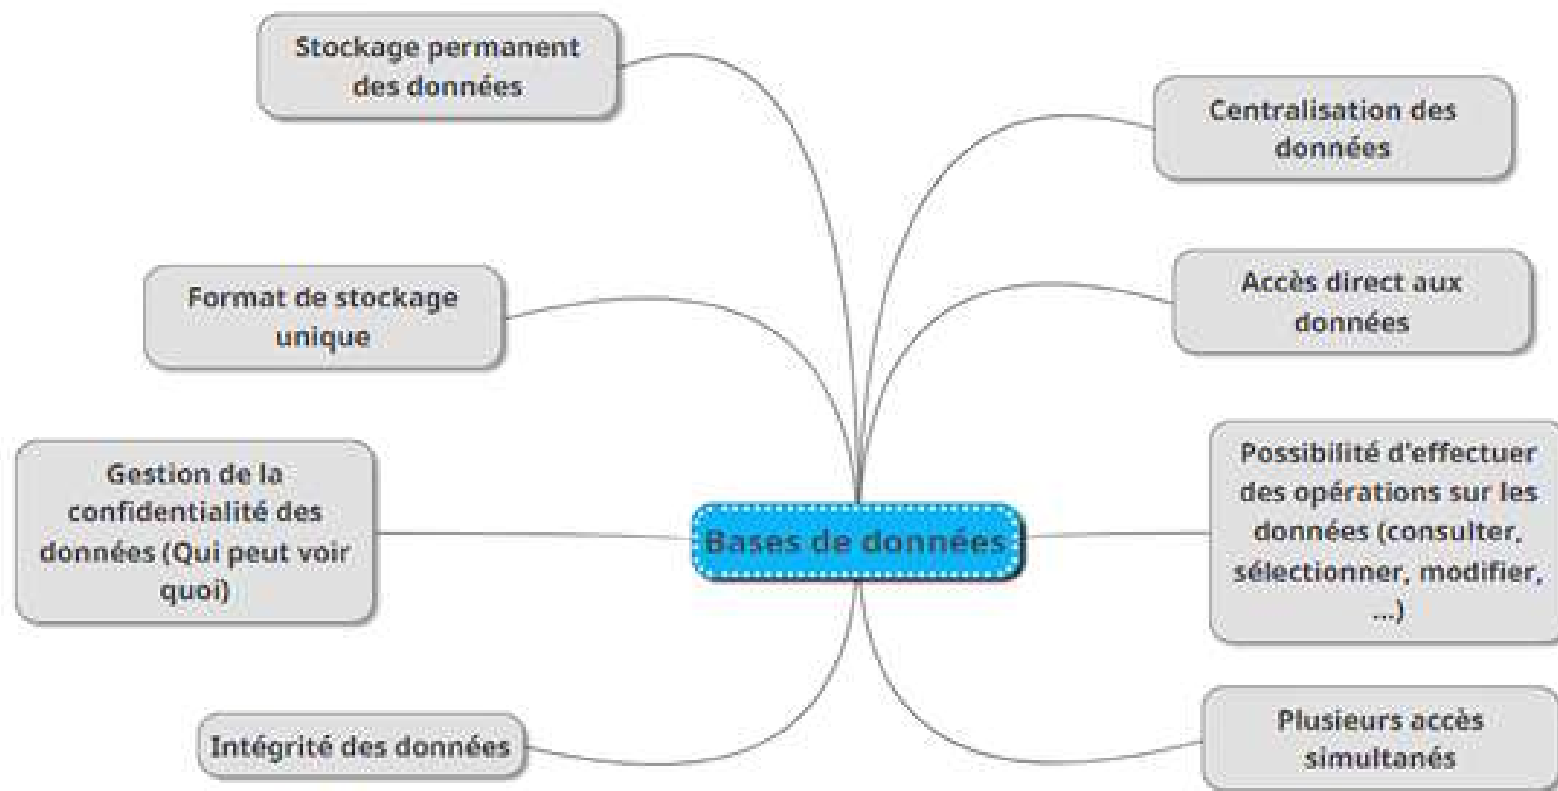 Stockage permanent
des données
Centralisation des
données
Format de stockage
unique
Accès direct aux
données
Gestion de la
confidentialité des
données (Qui peut voir
quoi)
Bases de données
Possibilité d'effectuer
des opérations sur les
données (consulter,
sélectionner, modifier,
...)
Intégrité des données
Plusieurs accès
simultanés